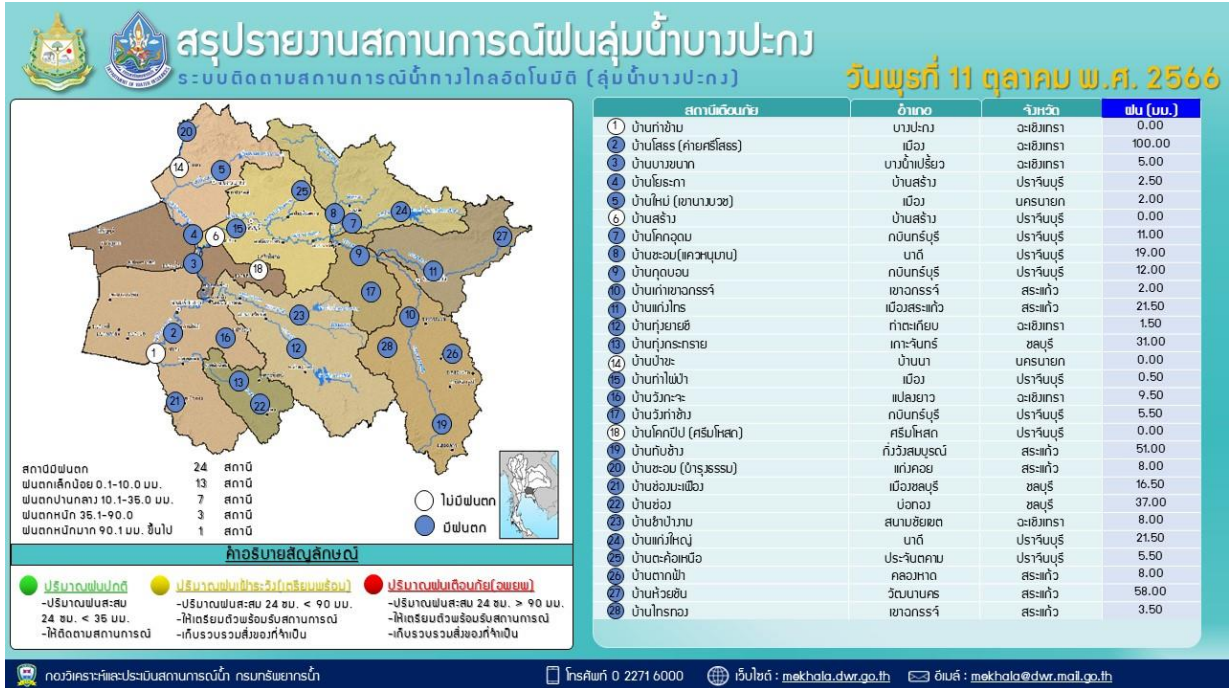 สรุปรายงานสถานการณ์ฝนลุ่มน้ำบางปะกง
ระบบติดตามสถานการณ์น้ำทางไกลอัตโนมัติ (ลุ่มน้ำบางปะกง)
วันพุธที่ 11 ตุลาคม พ.ศ. 2566
สถานีเตือนภัย อำเภอ จังหวัด ฝน (มม.)
1 บ้านท่าข้าม บางปะกง ฉะเชิงเทรา 0.00
2 บ้านโสธร (ค่ายศรีโสธร) เมือง ฉะเชิงเทรา 100.00
3 บ้านบางขนาก บางน้ำเปรี้ยว ฉะเชิงเทรา 5.00
4 บ้านโยธะกา บ้านสร้าง ปราจีนบุรี 2.50
5 บ้านใหม่ (เขานางบวช) เมือง นครนายก 2.00
6 บ้านสร้าง บ้านสร้าง ปราจีนบุรี 0.00
7 บ้านโคกอุดม กบินทร์บุรี ปราจีนบุรี 11.00
8 บ้านซะอม(แควหนุมาน) นาดี ปราจีนบุรี 19.00
9 บ้านกุดบอน กบินทร์บุรี ปราจีนบุรี 12.00
10 บ้านเก่าเขาฉกรรจ์ เขาฉกรรจ์ สระแก้ว 2.00
11 บ้านแก่งไทร เมืองสระแก้ว สระแก้ว 21.50
12 บ้านทุ่งยายชี ท่าตะเกียบ ฉะเชิงเทรา 1.50
13 บ้านทุ่งกระทราย เกาะจันทร์ ชลบุรี 31.00
14 บ้านป่าขะ บ้านนา นครนายก 0.00
15 บ้านท่าไผ่ป่า เมือง ปราจีนบุรี 0.50
16 บ้านวังกะจะ แปลงยาว ฉะเชิงเทรา 9.50
17 บ้านวังท่าช้าง กบินทร์บุรี ปราจีนบุรี 5.50
18 บ้านโคกปีป (ศรีมโหสถ) ศรีมโหสถ ปราจีนบุรี 0.00
19 บ้านทับช้าง กิ่งวังสมบูรณ์ สระแก้ว 51.00
20 บ้านซะอม (บำรุงธรรม) แก่งคอย สระแก้ว 8.00
21 บ้านช่องมะเฟือง เมืองชลบุรี ชลบุรี 16.50
22 บ้านช่อง บ่อทอง ชลบุรี 37.00
23 บ้านชำป่างาม สนามชัยเขต ฉะเชิงเทรา 8.00
24 บ้านแก่งใหญ่ นาดี ปราจีนบุรี 21.50
25 บ้านตะค้อเหนือ ประจันตคาม ปราจีนบุรี 5.50
26 บ้านตากฟ้า คลองหาด สระแก้ว 8.00
27 บ้านห้วยชัน วัฒนานคร สระแก้ว 58.00
28 บ้านไทรทอง เขาฉกรรจ์ สระแก้ว 3.50
สถานีมีฝนตก 24 สถานี
ฝนตกเล็กน้อย 0.1-10.0 มม. 13 สถานี
ฝนตกปานกลาง 10.1-35.0 มม. 7 สถานี
ฝนตกหนัก 35.1-90.0 3 สถานี
ฝนตกหนักมาก 90.1 มม. ขึ้นไป 1 สถานี
ไม่มีฝนตก
มีฝนตก
คำอธิบายสัญลักษณ์
ปริมาณฝนปกติ
-ปริมาณฝนสะสม
24 ชม. < 35 มม.
-ให้ติดตามสถานการณ์
ปริมาณฝนเฝ้าระวัง(เตรียมพร้อม)
-ปริมาณฝนสะสม 24 ชม. < 90 มม.
-ให้เตรียมตัวพร้อมรับสถานการณ์
-เก็บรวบรวมสิ่งของที่จำเป็น
ปริมาณฝนเตือนภัย(อพยพ)
-ปริมาณฝนสะสม 24 ชม. > 90 มม.
-ให้เตรียมตัวพร้อมรับสถานการณ์
-เก็บรวบรวมสิ่งของที่จำเป็น
กองวิเคราะห์และประเมินสถานการณ์น้ำ กรมทรัพยากรน้ำ
โทรศัพท์ 0 2271 6000
เว็บไซต์ : mekhala.dwr.go.th
อีเมล์ : mekhala@dwr.mail.go.th